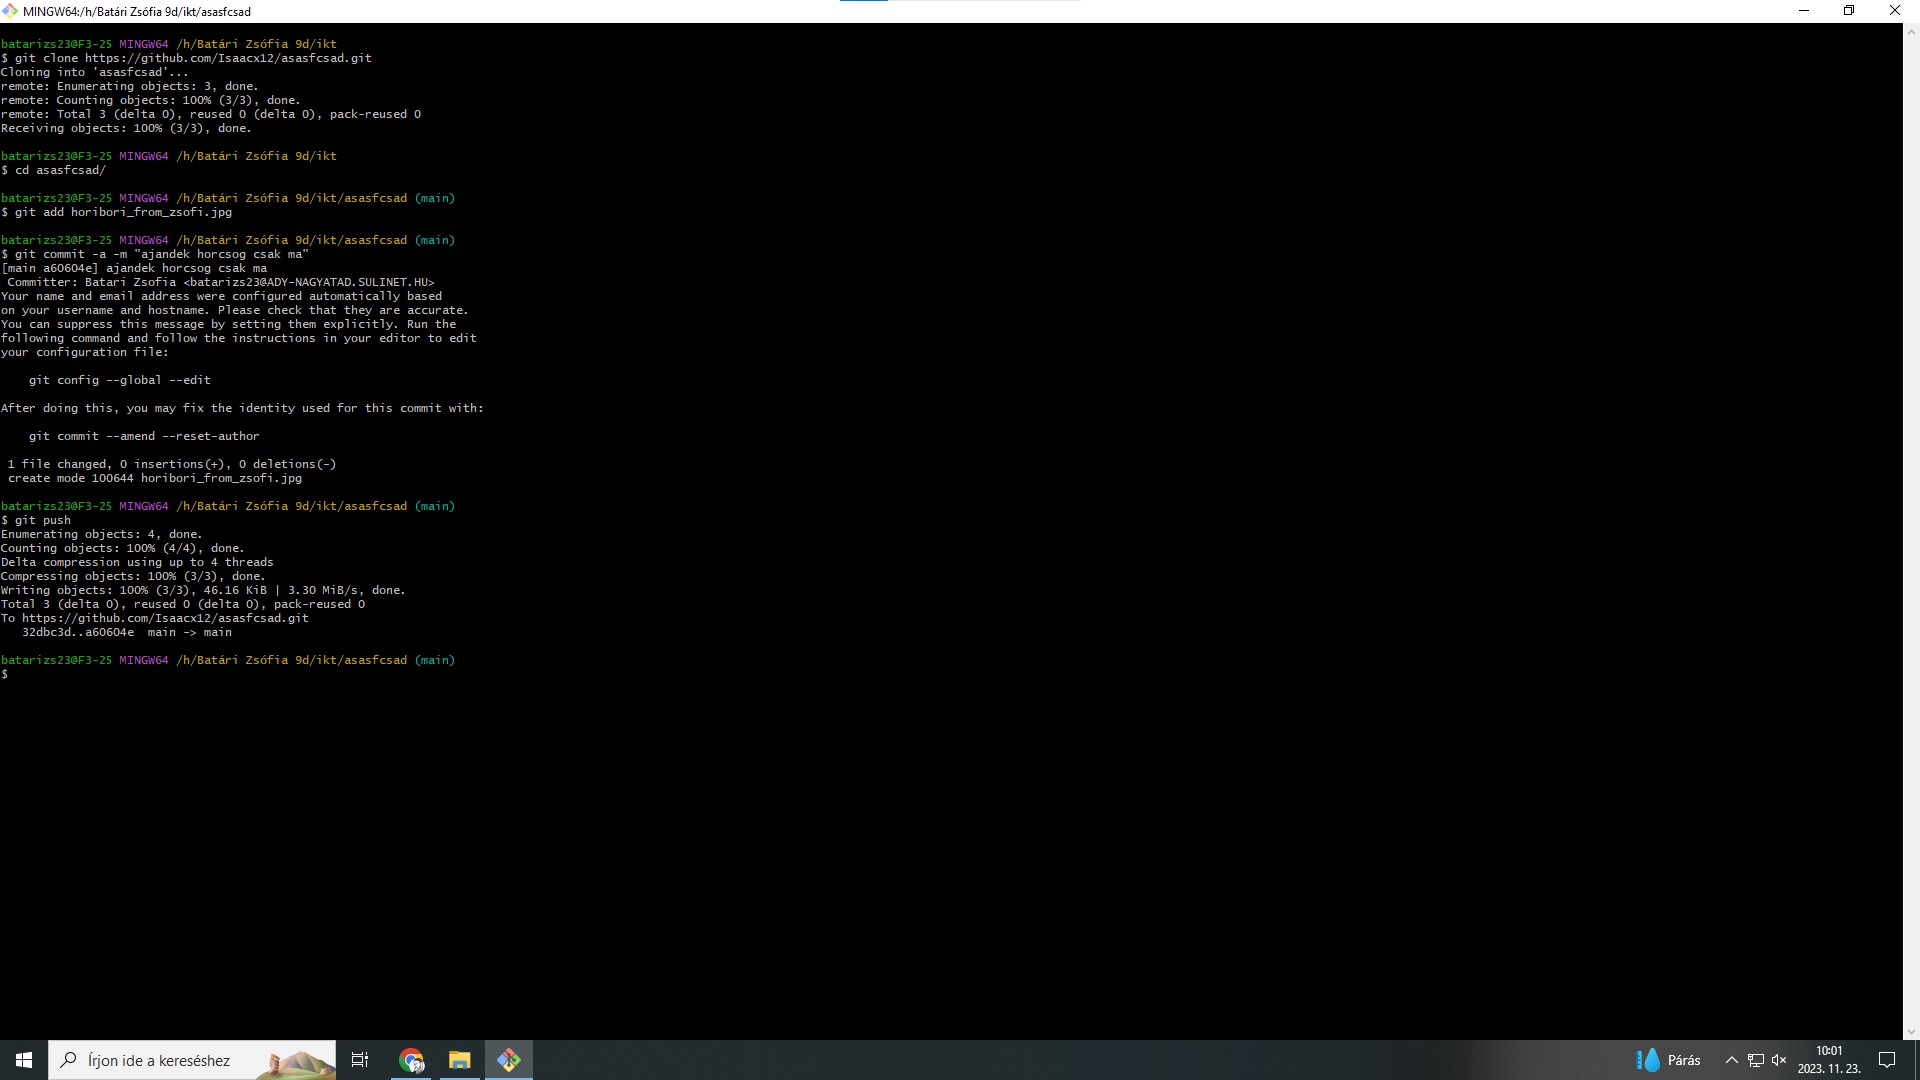 MINGW64:/h/Batári Zsófia 9d/ikt/asasfcsad
batarizs23@F3-25 MINGW64 /h/Batári Zsófia 9d/ikt
$ git clone https://github.com/Isaacx12/asasfcsad.git
Cloning into 'asasfcsad'...
remote: Enumerating objects: 3, done.
remote: Counting objects: 100% (3/3), done.
remote: Total 3 (delta 0), reused 0 (delta 0), pack-reused 0
Receiving objects: 100% (3/3), done.
batarizs23@F3-25 MINGW64 /h/Batári Zsófia 9d/ikt
$ cd asasfcsad/
batarizs23@F3-25 MINGW64 /h/Batári Zsófia 9d/ikt/asasfcsad (main)
$ git add horibori_from_zsofi.jpg
batarizs23@F3-25 MINGW64 /h/Batári Zsófia 9d/ikt/asasfcsad (main)
$ git commit -a -m "ajandek horcsog csak ma"
[main a60604e] ajandek horcsog csak ma
Committer: Batari Zsofia <batarizs23@ADY-NAGYATAD.SULINET.HU>
Your name and email address were configured automatically based
on your username and hostname. Please check that they are accurate.
You can suppress this message by setting them explicitly. Run the
following command and follow the instructions in your editor to edit
your configuration file:
git config --global --edit
After doing this, you may fix the identity used for this commit with:
git commit --amend --reset-author
1 file changed, 0 insertions(+), 0 deletions(-)
create mode 100644 horibori_from_zsofi.jpg
batarizs23@F3-25 MINGW64 /h/Batári Zsófia 9d/ikt/asasfcsad (main)
$ git push
Enumerating objects: 4, done.
Counting objects: 100% (4/4), done.
Delta compression using up to 4 threads
Compressing objects: 100% (3/3), done.
Writing objects: 100% (3/3), 46.16 KiB | 3.30 MiB/s, done.
Total 3 (delta 0), reused 0 (delta 0), pack-reused 0
To https://github.com/Isaacx12/asasfcsad.git
32dbc3d..a60604e  main -> main
batarizs23@F3-25 MINGW64 /h/Batári Zsófia 9d/ikt/asasfcsad (main)
$
Írjon ide a kereséshez
Párás
10:01
2023. 11. 23.